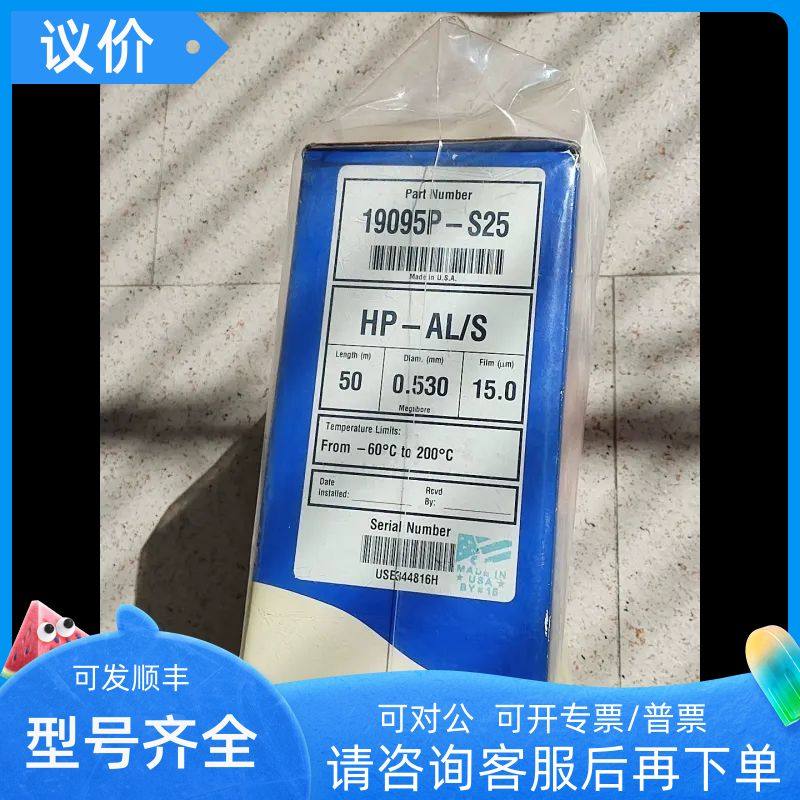 议价
Part Number
19095P-S25
Made in U.S.A.
HP-AL/S
Length (m) Diam. (mm) Film (μm)
50 0.530 15.0
Megabore
Temperature Limits:
From -60°C to 200°C
Date Installed: Rcvd By:
Serial Number
USE344816H
MADE IN
USA
BY #16
可发顺丰
型号齐全
可对公 可开专票/普票
请咨询客服后再下单